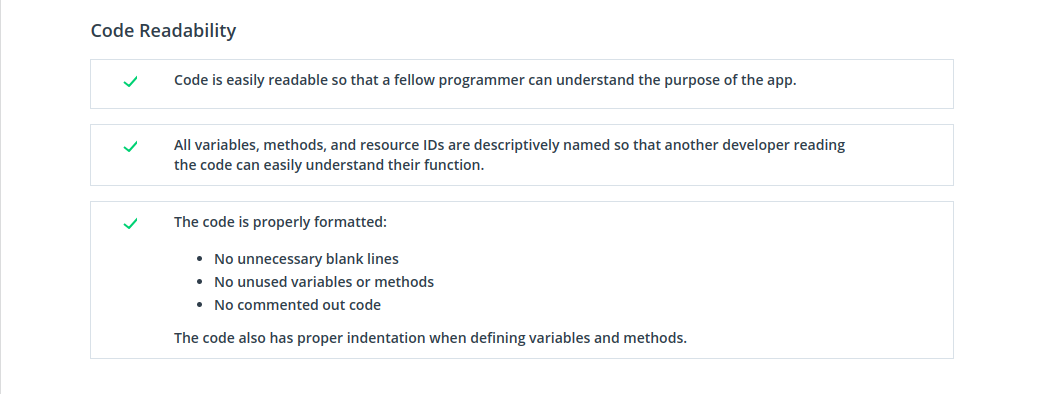 Code Readability
Code is easily readable so that a fellow programmer can understand the purpose of the app.
All variables, methods, and resource IDs are descriptively named so that another developer reading
the code can easily understand their function.
The code is properly formatted:
No unnecessary blank lines
No unused variables or methods
No commented out code
The code also has proper indentation when defining variables and methods.